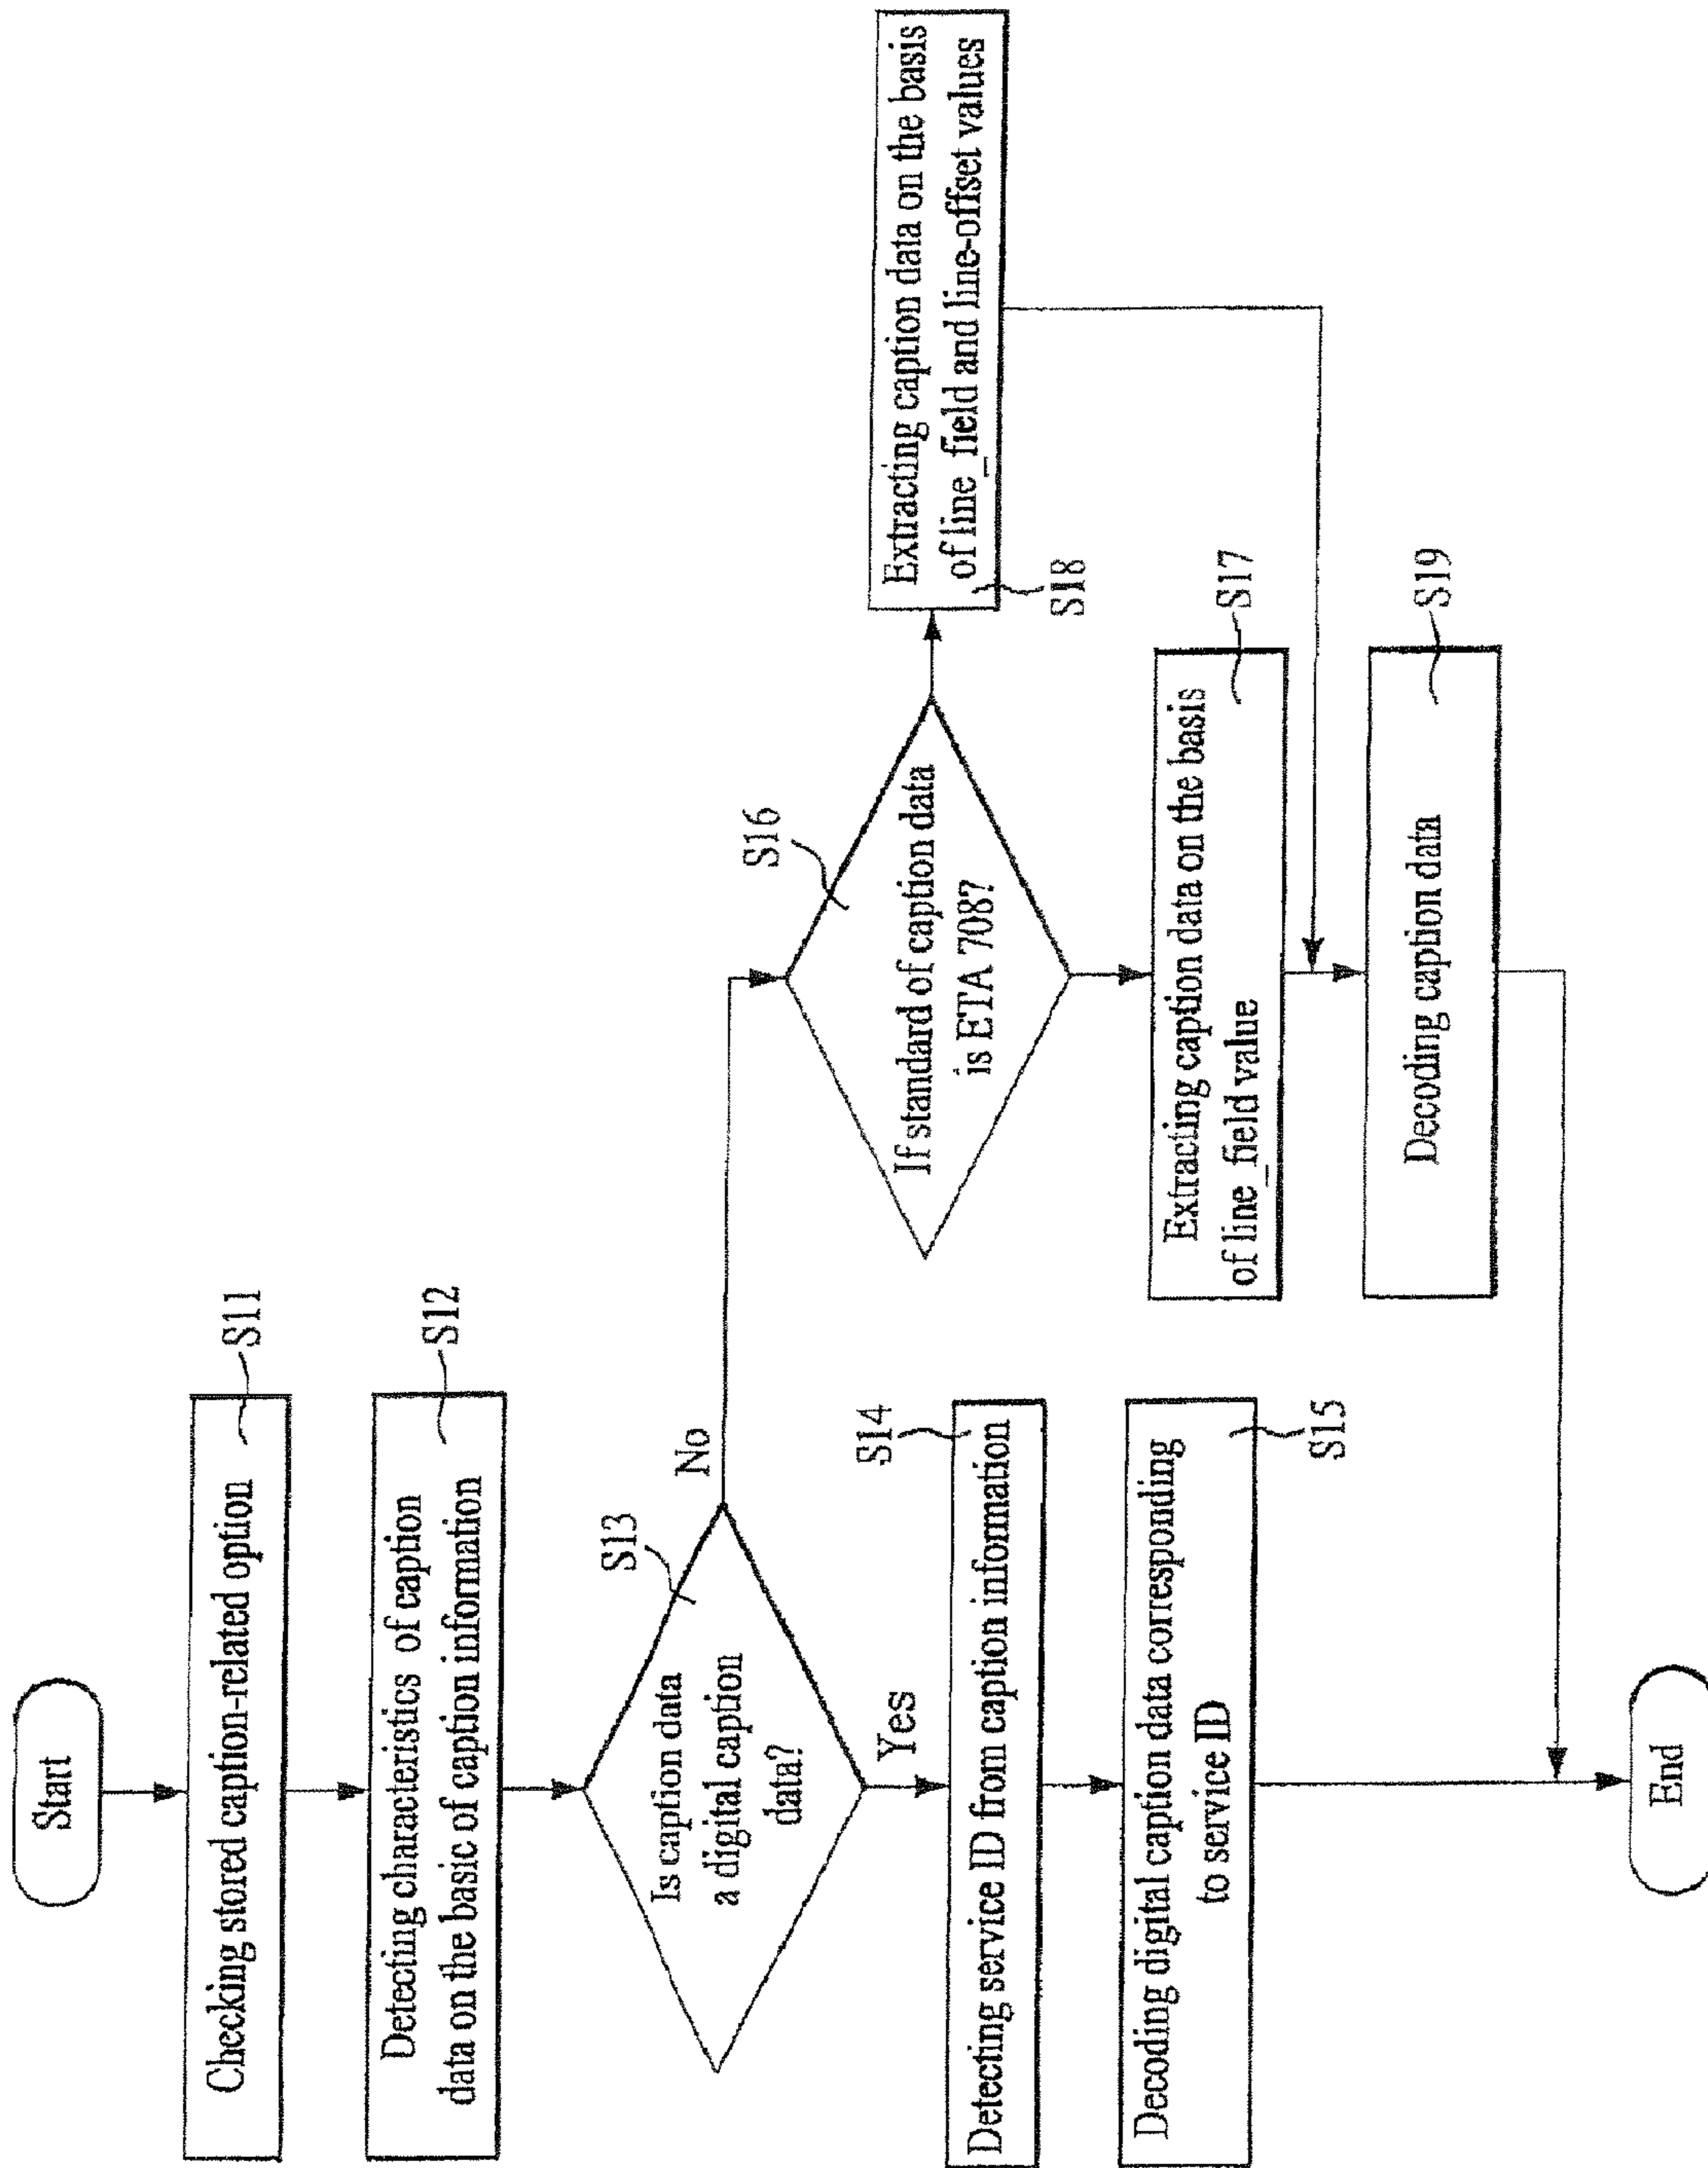 Start
Checking stored caption-related option
S11
Detecting characteristics of caption
data on the basic of caption information
S12
Is caption data
a digital caption
data?
S13
No
Yes
Detecting service ID from caption information
S14
Decoding digital caption data corresponding
to service ID
S15
If standard of caption data
is ETA 708?
S16
Extracting caption data on the basis
of line_field value
S17
Extracting caption data on the basis
of line_field and line-offset values
S18
Decoding caption data
S19
End